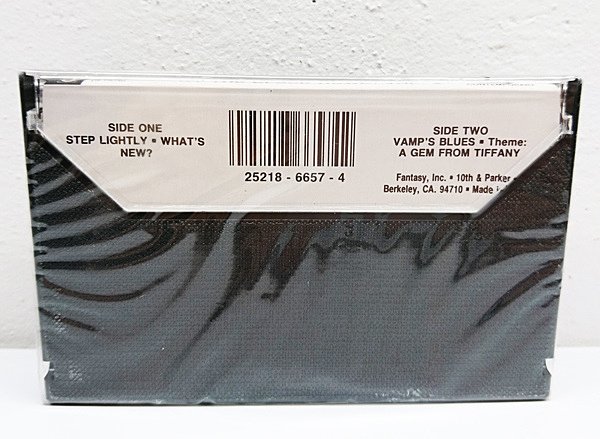 SIDE ONE
STEP LIGHTLY ▪ WHAT'S
NEW?
25218 - 6657 - 4
SIDE TWO
VAMP'S BLUES ▪ Theme:
A GEM FROM TIFFANY
Fantasy, Inc. ▪ 10th & Parker
Berkeley, CA. 94710 ▪ Made